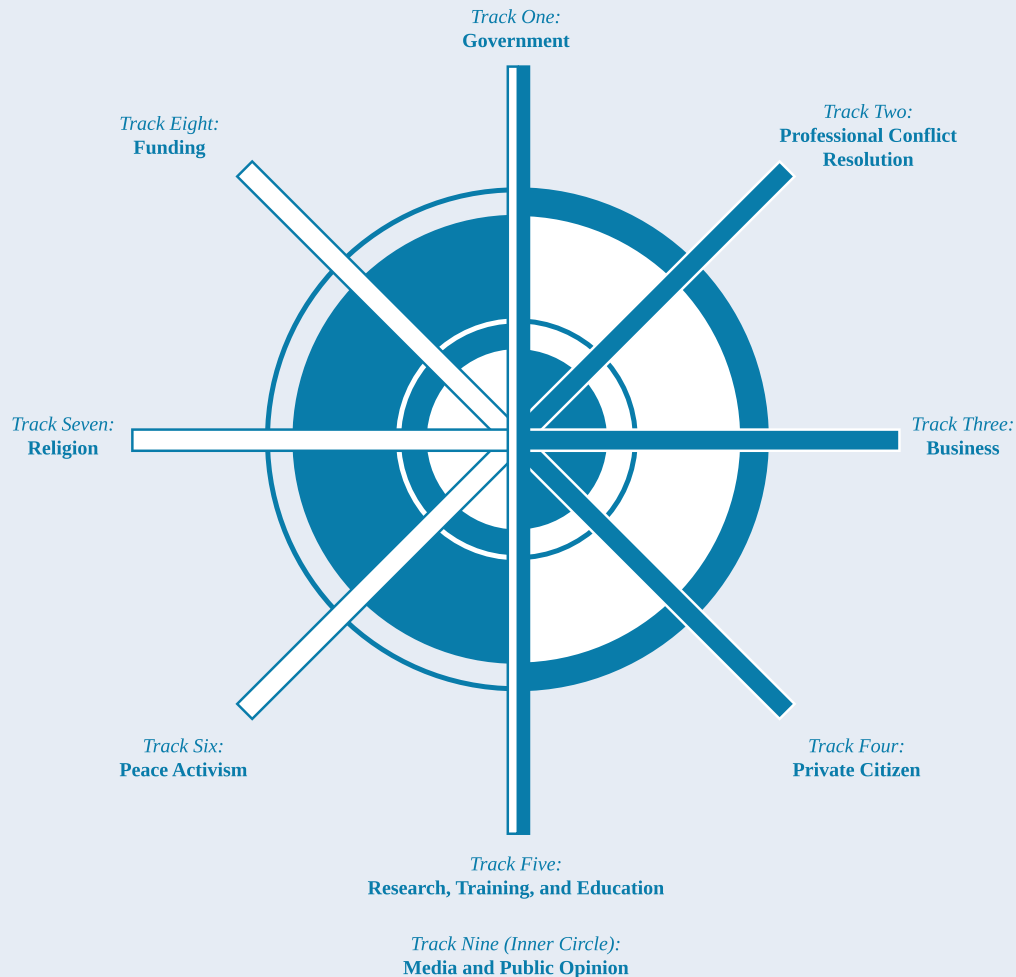 Track One:
Government
Track Two:
Professional Conflict
Resolution
Track Three:
Business
Track Four:
Private Citizen
Track Five:
Research, Training, and Education
Track Six:
Peace Activism
Track Seven:
Religion
Track Eight:
Funding
Track Nine (Inner Circle):
Media and Public Opinion